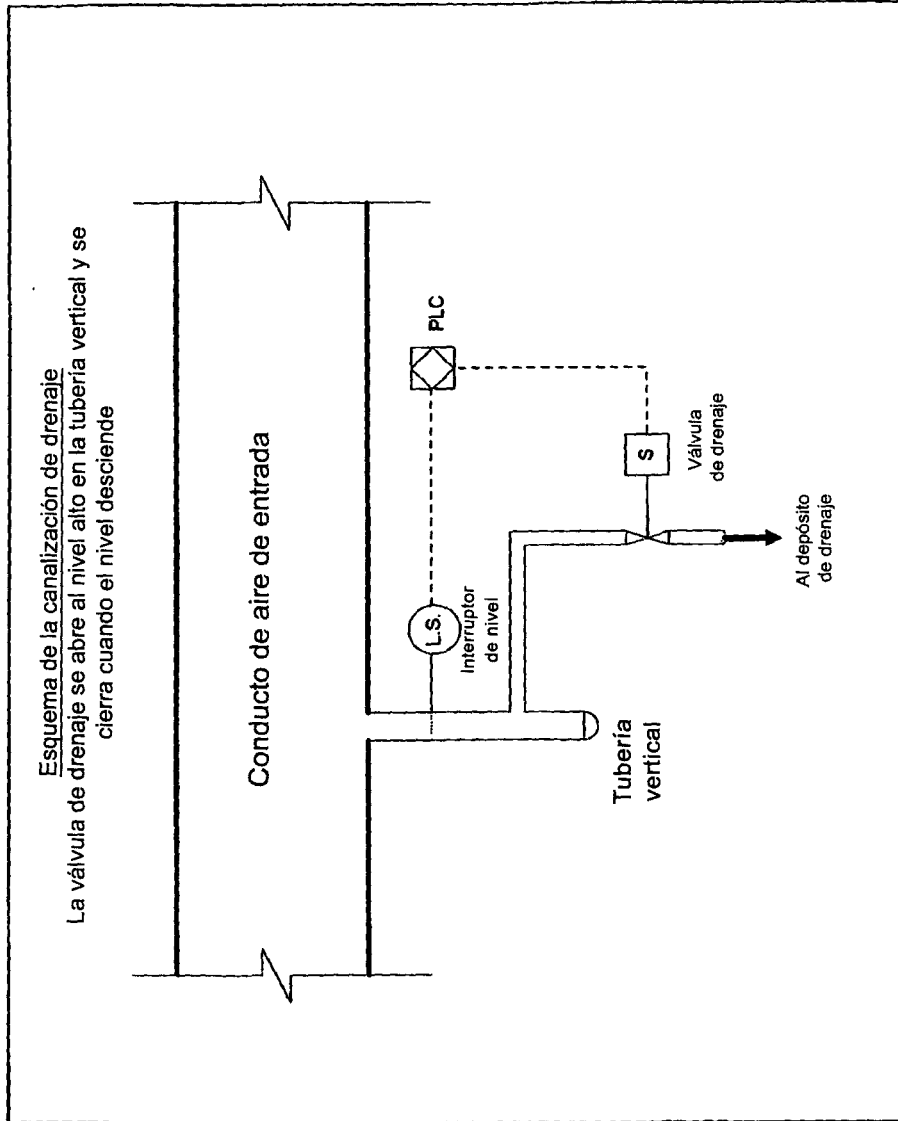 Esquema de la canalización de drenaje
La válvula de drenaje se abre al nivel alto en la tubería vertical y se
cierra cuando el nivel desciende
Conducto de aire de entrada
PLC
L.S.
Interruptor
de nivel
S
Válvula
de drenaje
Tubería
vertical
Al depósito
de drenaje